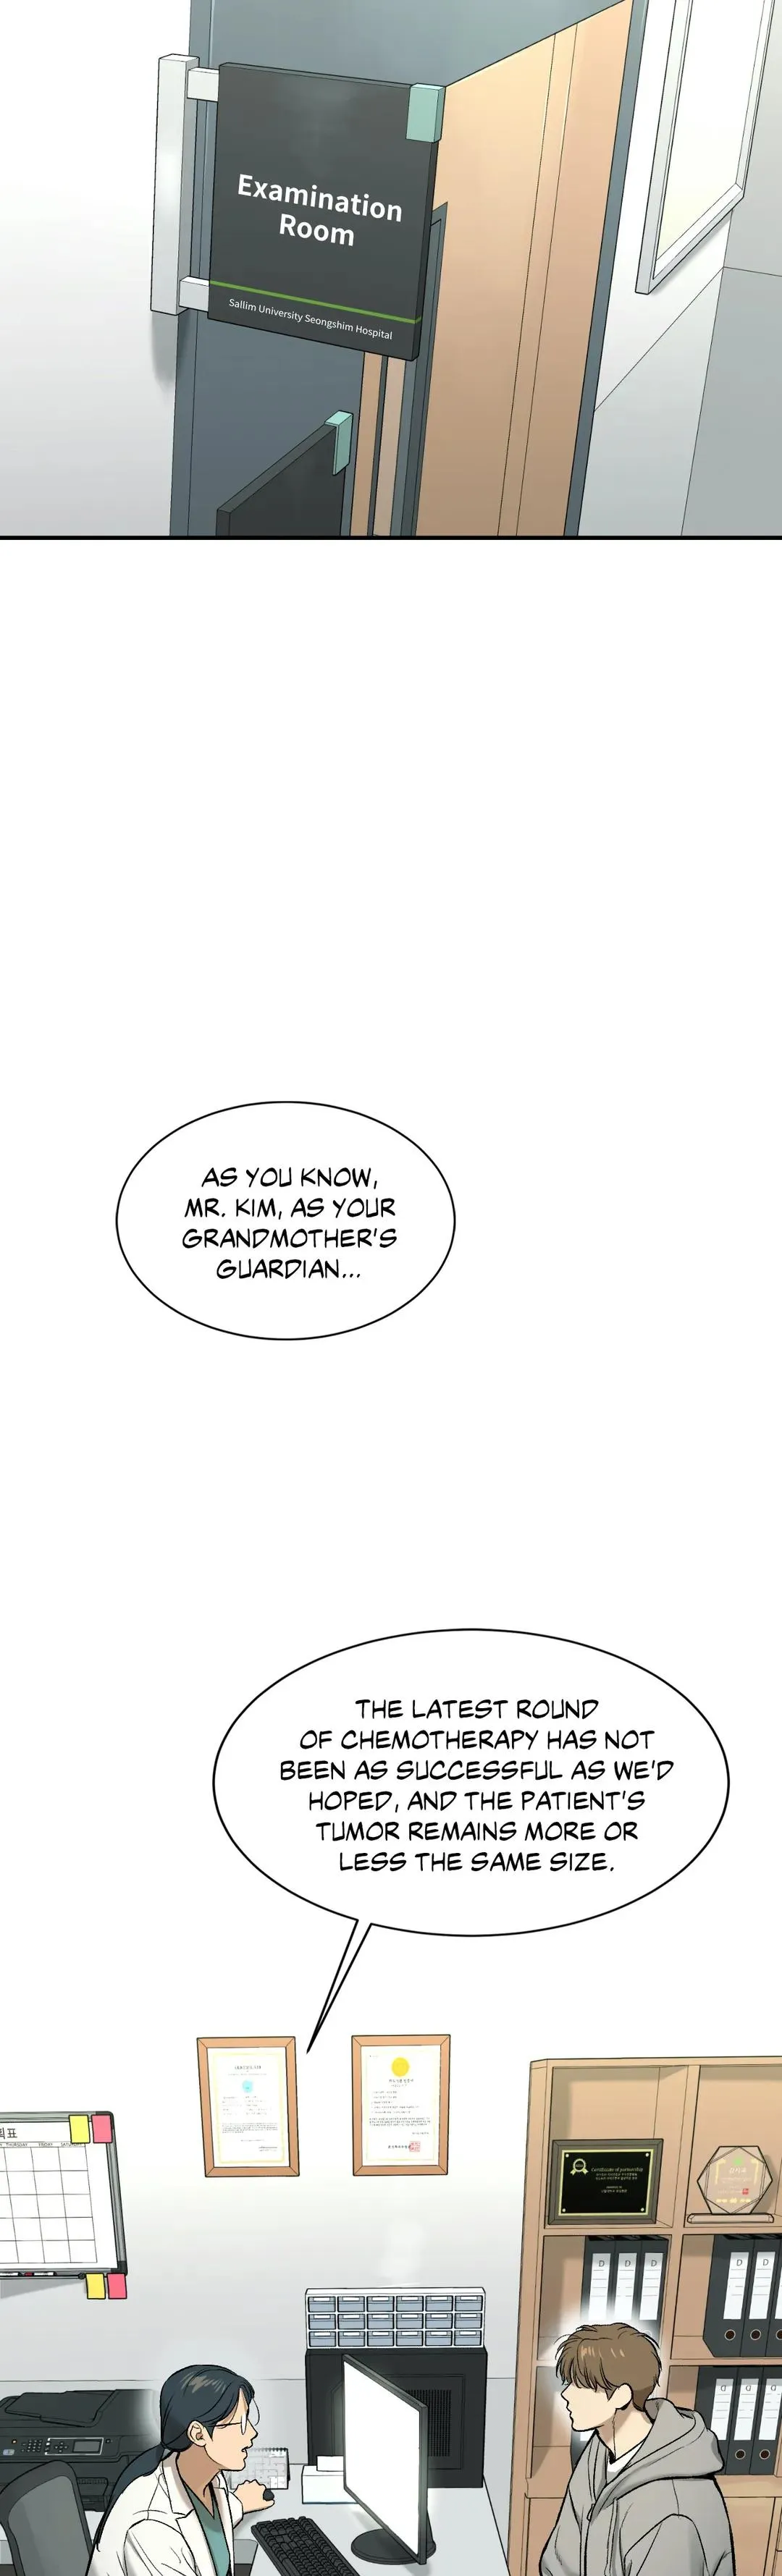 Examination
Room
Sallim University Seongshim Hospital
AS YOU KNOW,
MR. KIM, AS YOUR
GRANDMOTHER'S
GUARDIAN...
THE LATEST ROUND
OF CHEMOTHERAPY HAS NOT
BEEN AS SUCCESSFUL AS WE'D
HOPED, AND THE PATIENT'S
TUMOR REMAINS MORE OR
LESS THE SAME SIZE.
THURSDAY FRIDAY
D D D D